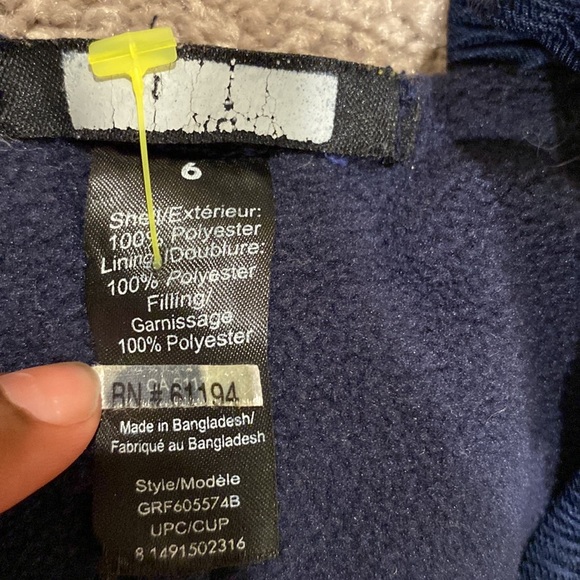 6
Shell/Extérieur:
100% Polyester
Lining/Doublure:
100% Polyester
Filling/
Garnissage
100% Polyester
RN # 61194
Made in Bangladesh/
Fabriqué au Bangladesh
Style/Modèle
GRF605574B
UPC/CUP
8 1491502316